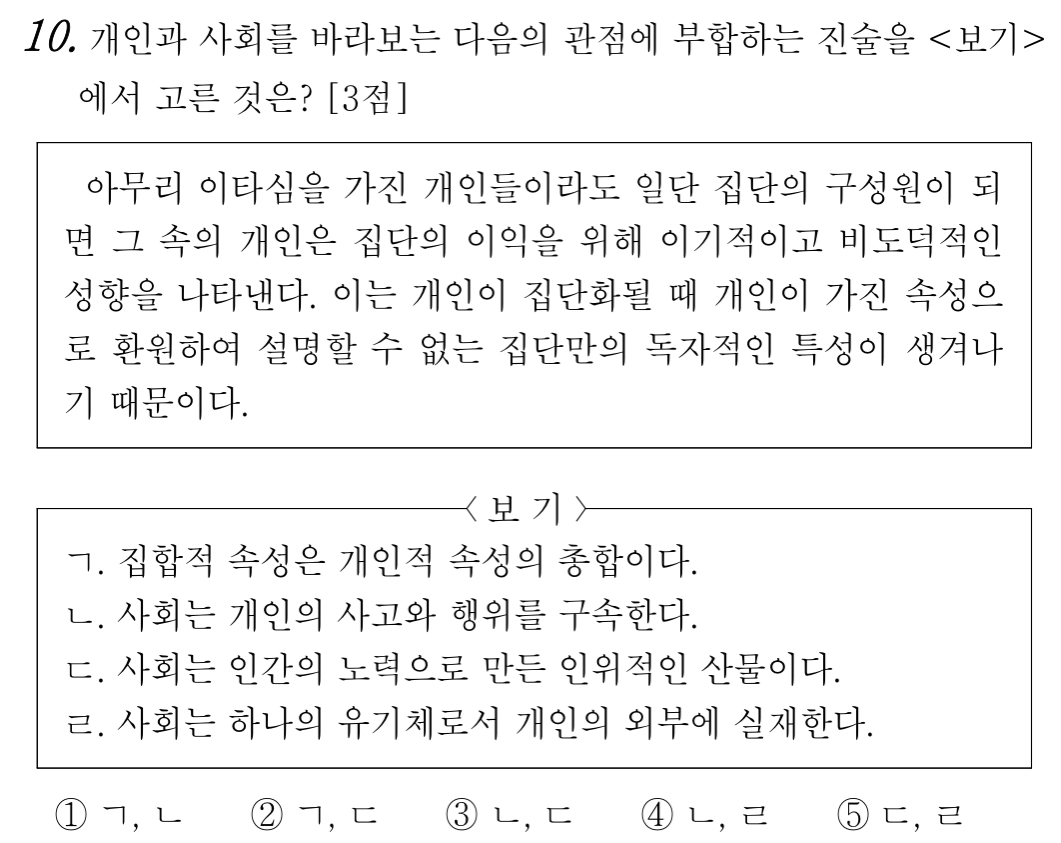 10. 개인과 사회를 바라보는 다음의 관점에 부합하는 진술을 <보기>
에서 고른 것은? [3점]
아무리 이타심을 가진 개인들이라도 일단 집단의 구성원이 되
면 그 속의 개인은 집단의 이익을 위해 이기적이고 비도덕적인
성향을 나타낸다. 이는 개인이 집단화될 때 개인이 가진 속성으
로 환원하여 설명할 수 없는 집단만의 독자적인 특성이 생겨나
기 때문이다.
〈 보 기 〉
ㄱ. 집합적 속성은 개인적 속성의 총합이다.
ㄴ. 사회는 개인의 사고와 행위를 구속한다.
ㄷ. 사회는 인간의 노력으로 만든 인위적인 산물이다.
ㄹ. 사회는 하나의 유기체로서 개인의 외부에 실재한다.
① ㄱ, ㄴ ② ㄱ, ㄷ ③ ㄴ, ㄷ ④ ㄴ, ㄹ ⑤ ㄷ, ㄹ